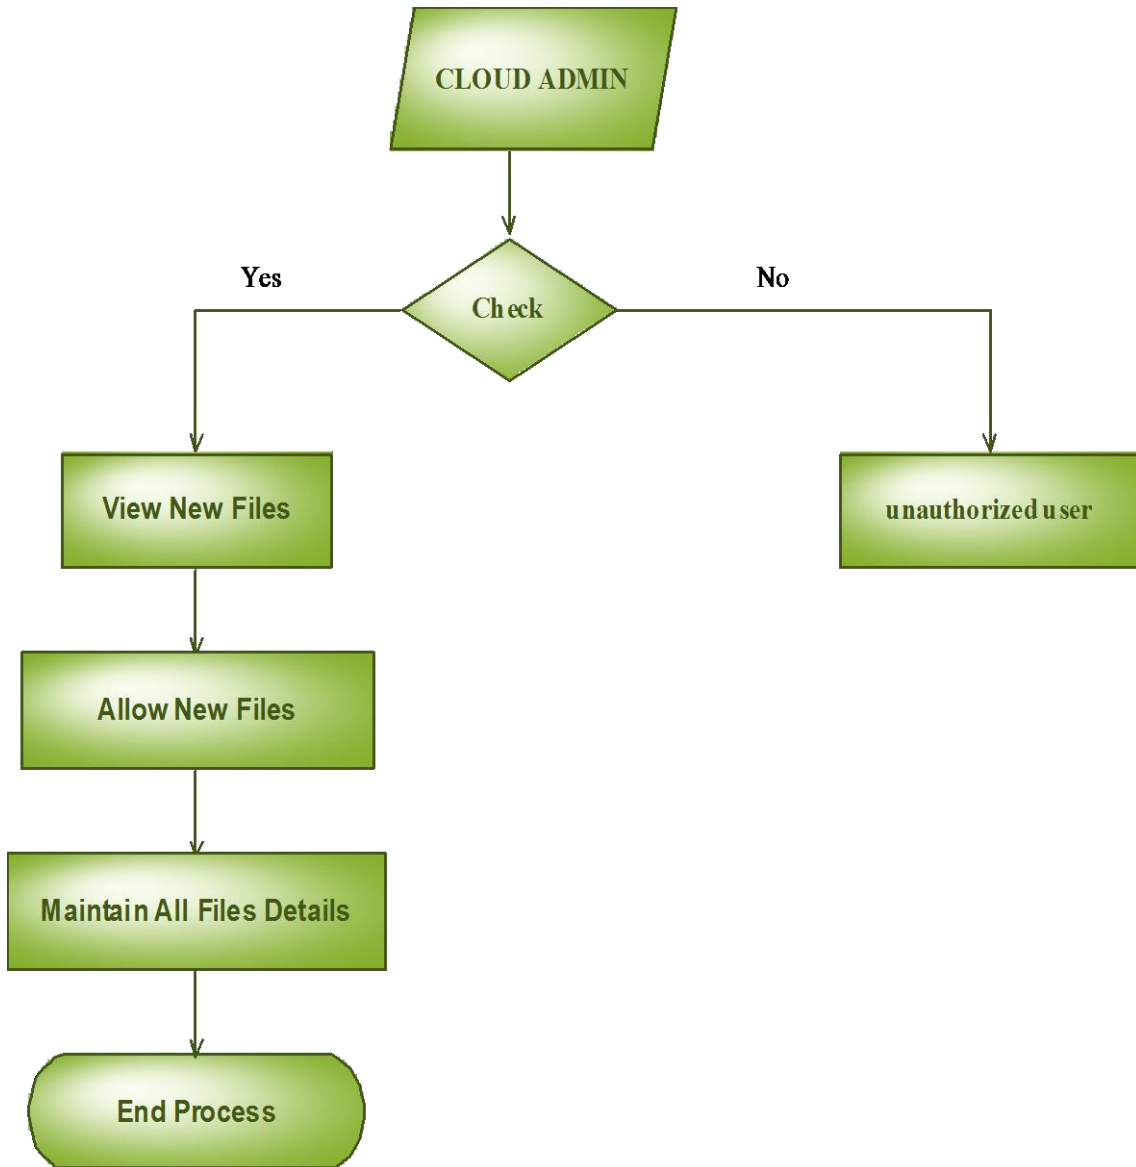 CLOUD ADMIN
Yes
No
Check
View New Files
unauthorized user
Allow New Files
Maintain All Files Details
End Process